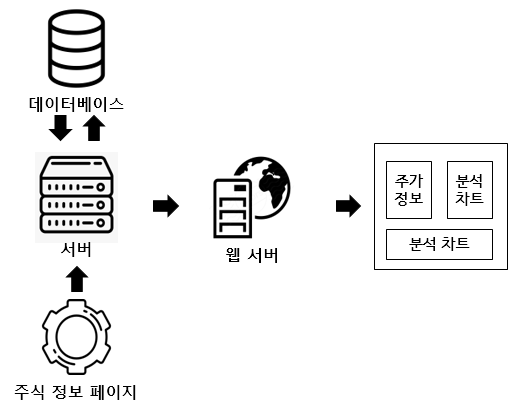 데이터베이스
서버
주식 정보 페이지
웹 서버
주가
정보
분석
차트
분석 차트